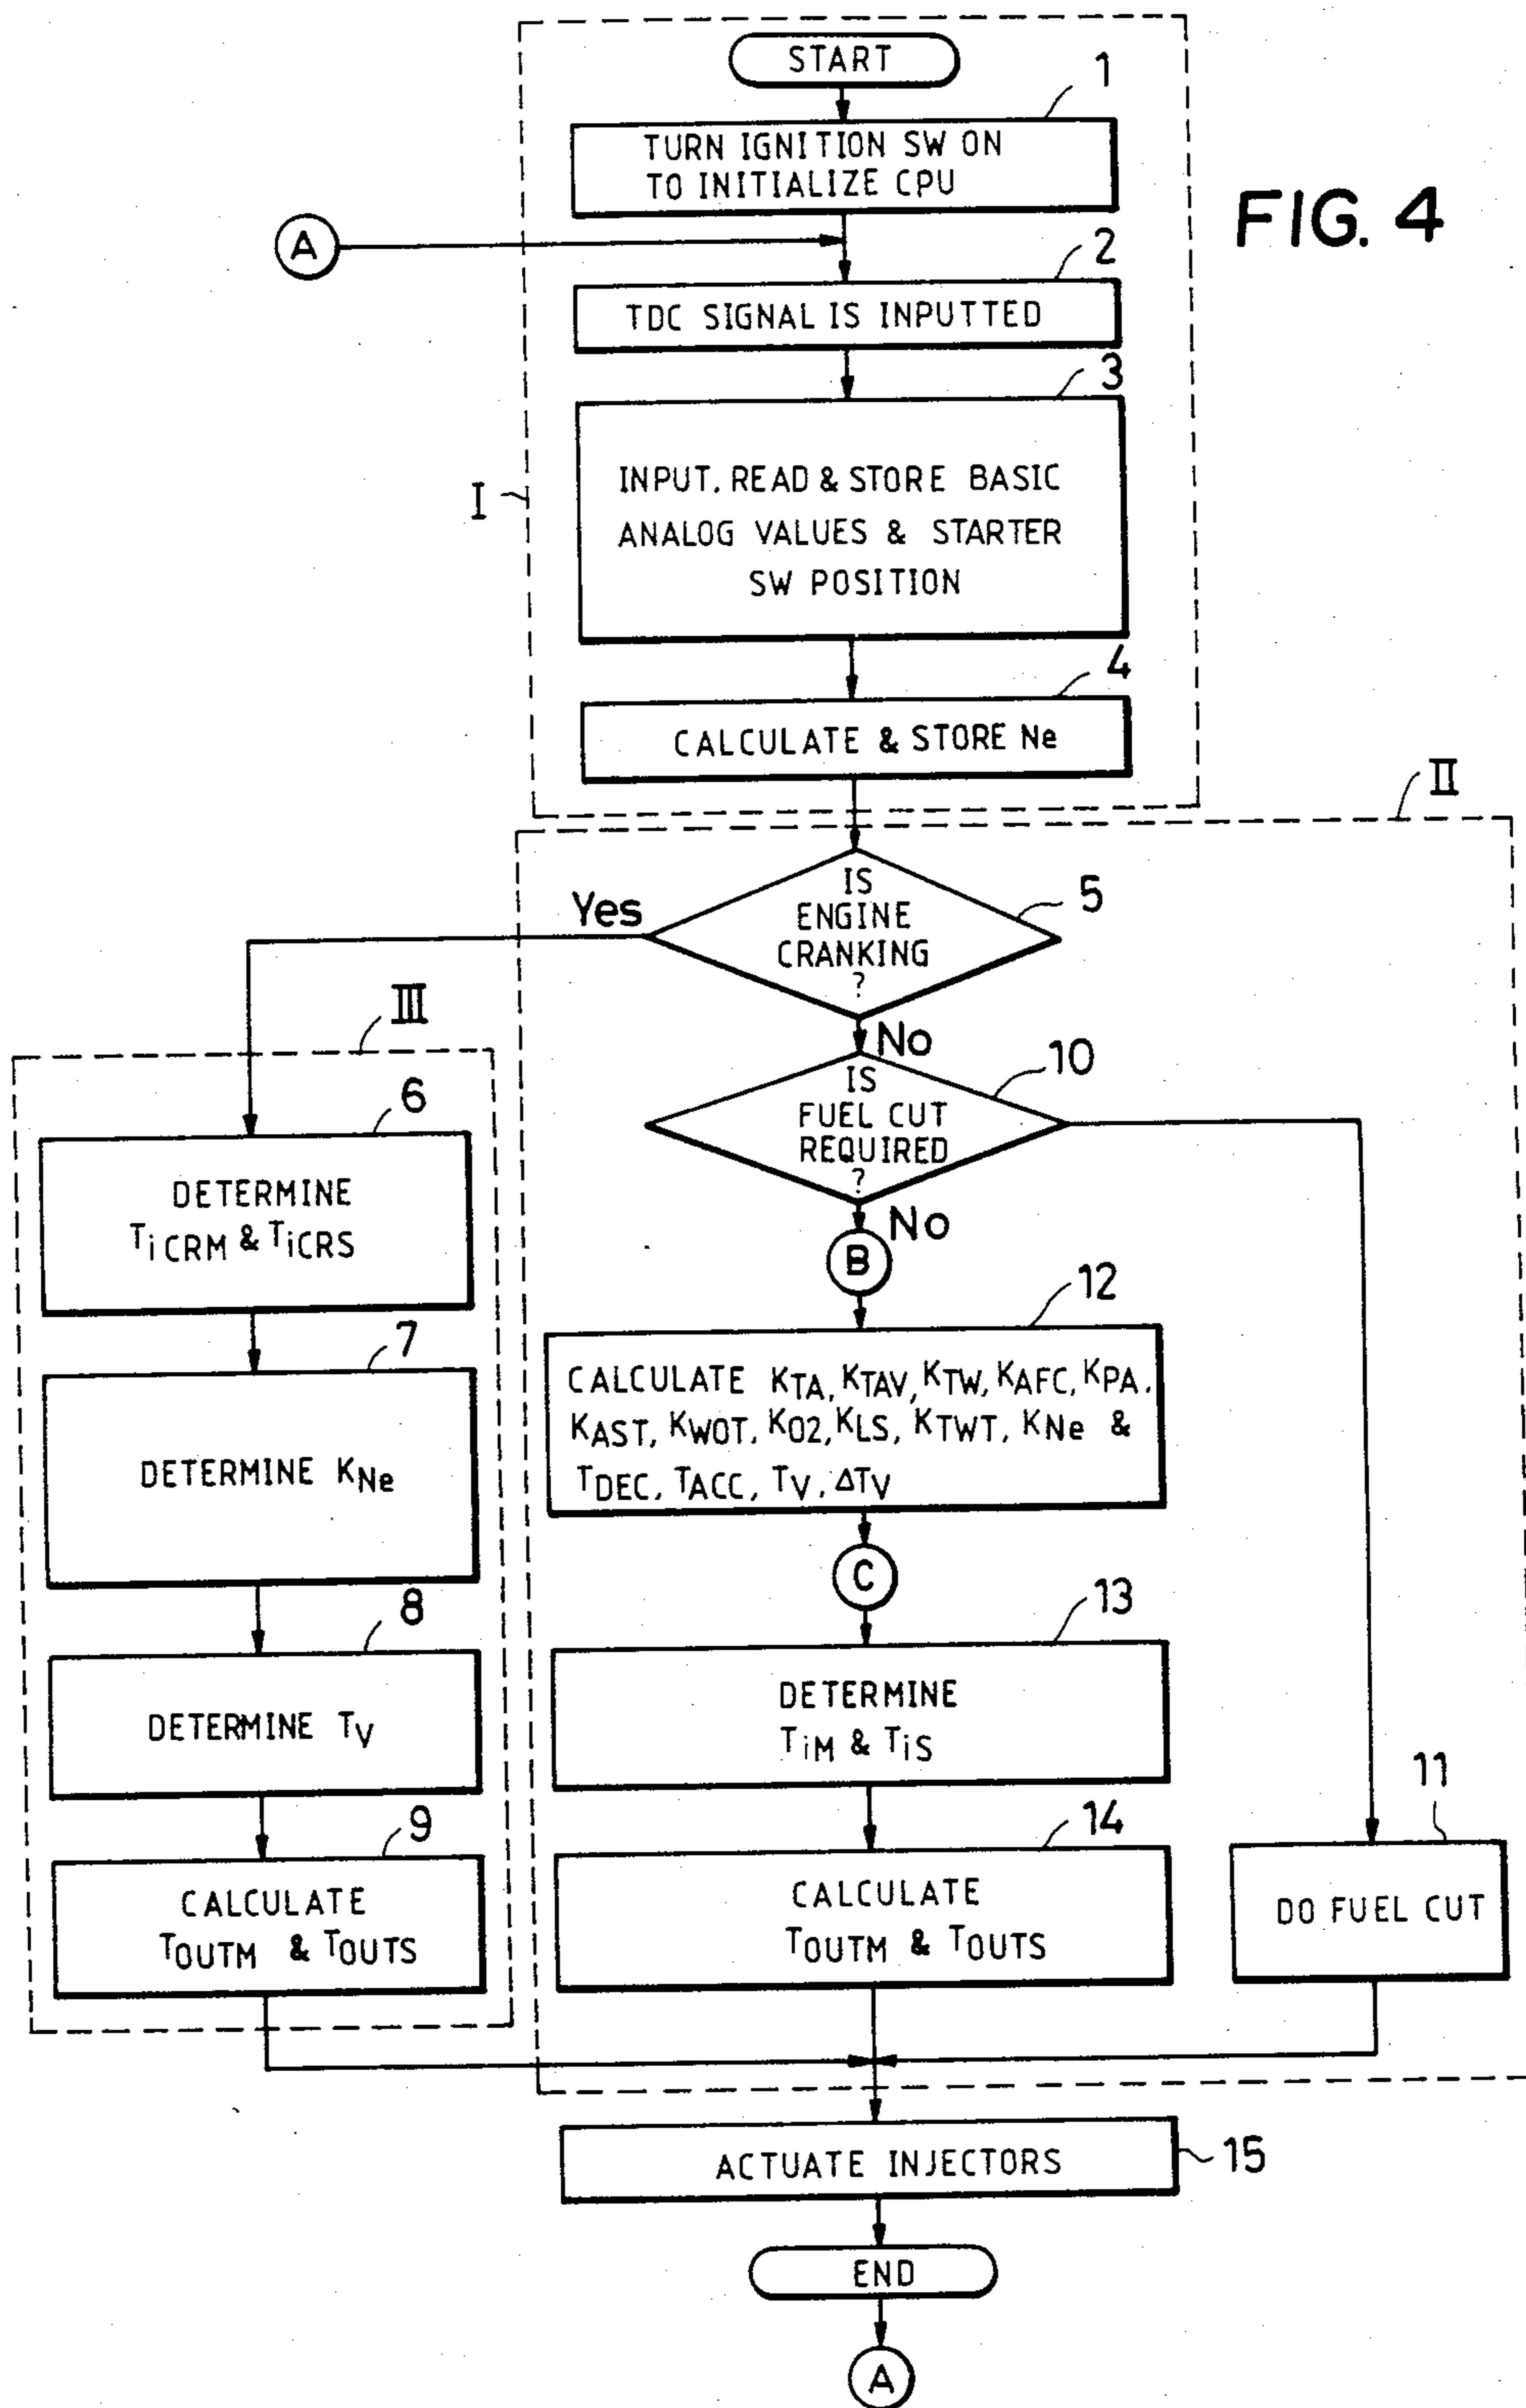 START
1
TURN IGNITION SW ON
TO INITIALIZE CPU
FIG. 4
A
2
TDC SIGNAL IS INPUTTED
3
INPUT, READ & STORE BASIC
ANALOG VALUES & STARTER
SW POSITION
I
4
CALCULATE & STORE Ne
II
IS
ENGINE
CRANKING
?
5
Yes
No
III
IS
FUEL CUT
REQUIRED
?
10
No
6
DETERMINE
TiCRM & TiCRS
B
12
CALCULATE KTA, KTAV, KTW, KAFC, KPA,
KAST, KWOT, KO2, KLS, KTWT, KNe &
TDEC, TACC, TV, ΔTV
7
DETERMINE KNe
C
8
DETERMINE TV
13
DETERMINE
TiM & TiS
9
CALCULATE
TOUTM & TOUTS
14
CALCULATE
TOUTM & TOUTS
11
DO FUEL CUT
ACTUATE INJECTORS
15
END
A